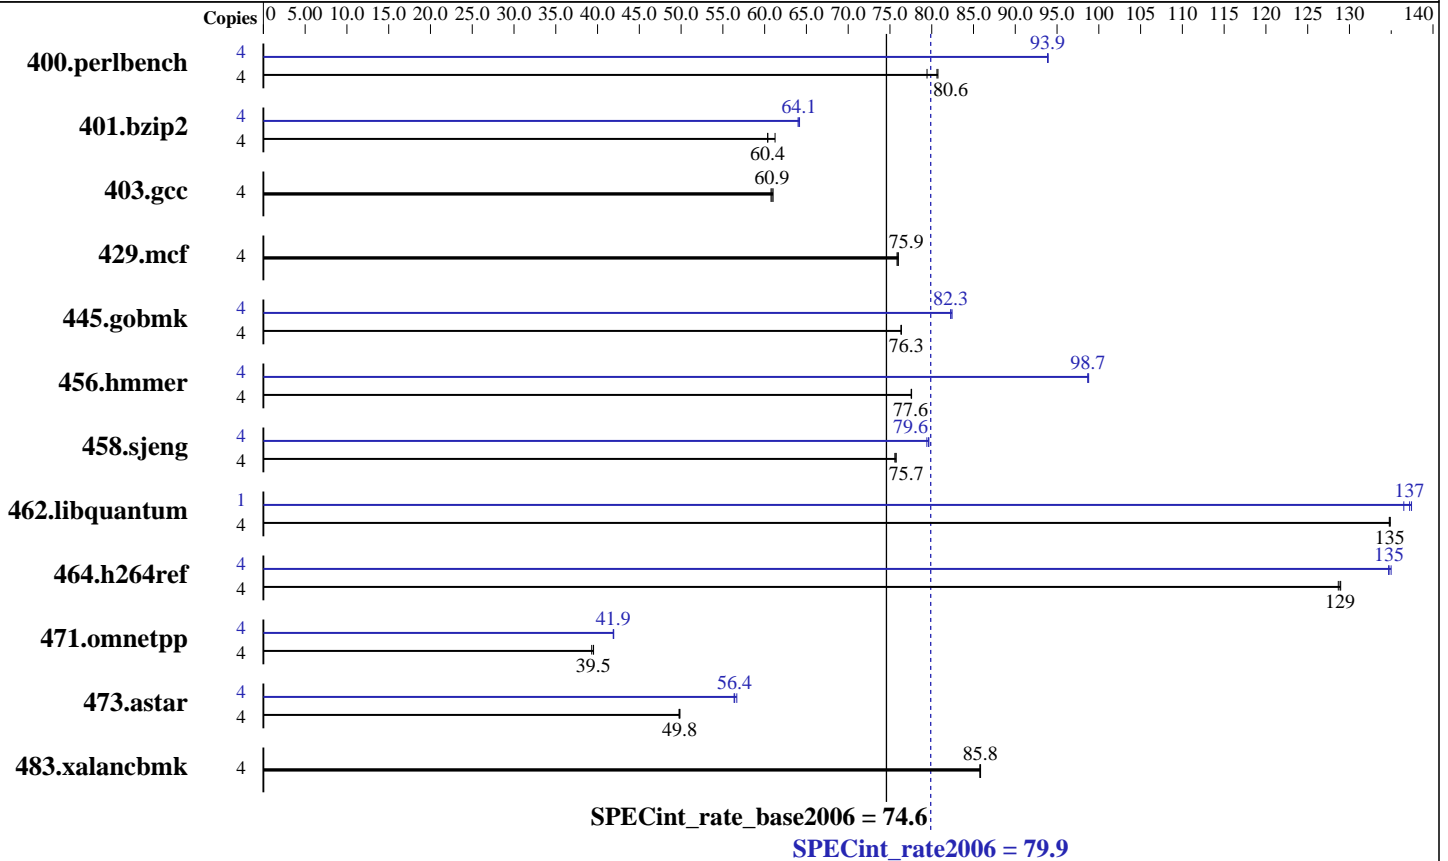 Copies 0 5.00 10.0 15.0 20.0 25.0 30.0 35.0 40.0 45.0 50.0 55.0 60.0 65.0 70.0 75.0 80.0 85.0 90.0 95.0 100 105 110 115 120 125 130 140
400.perlbench 4 93.9
4 80.6
401.bzip2 4 64.1
4 60.4
403.gcc 4 60.9
429.mcf 4 75.9
445.gobmk 4 82.3
4 76.3
456.hmmer 4 98.7
4 77.6
458.sjeng 4 79.6
4 75.7
462.libquantum 1 137
4 135
464.h264ref 4 135
4 129
471.omnetpp 4 41.9
4 39.5
473.astar 4 56.4
4 49.8
483.xalancbmk 4 85.8
SPECint_rate_base2006 = 74.6
SPECint_rate2006 = 79.9